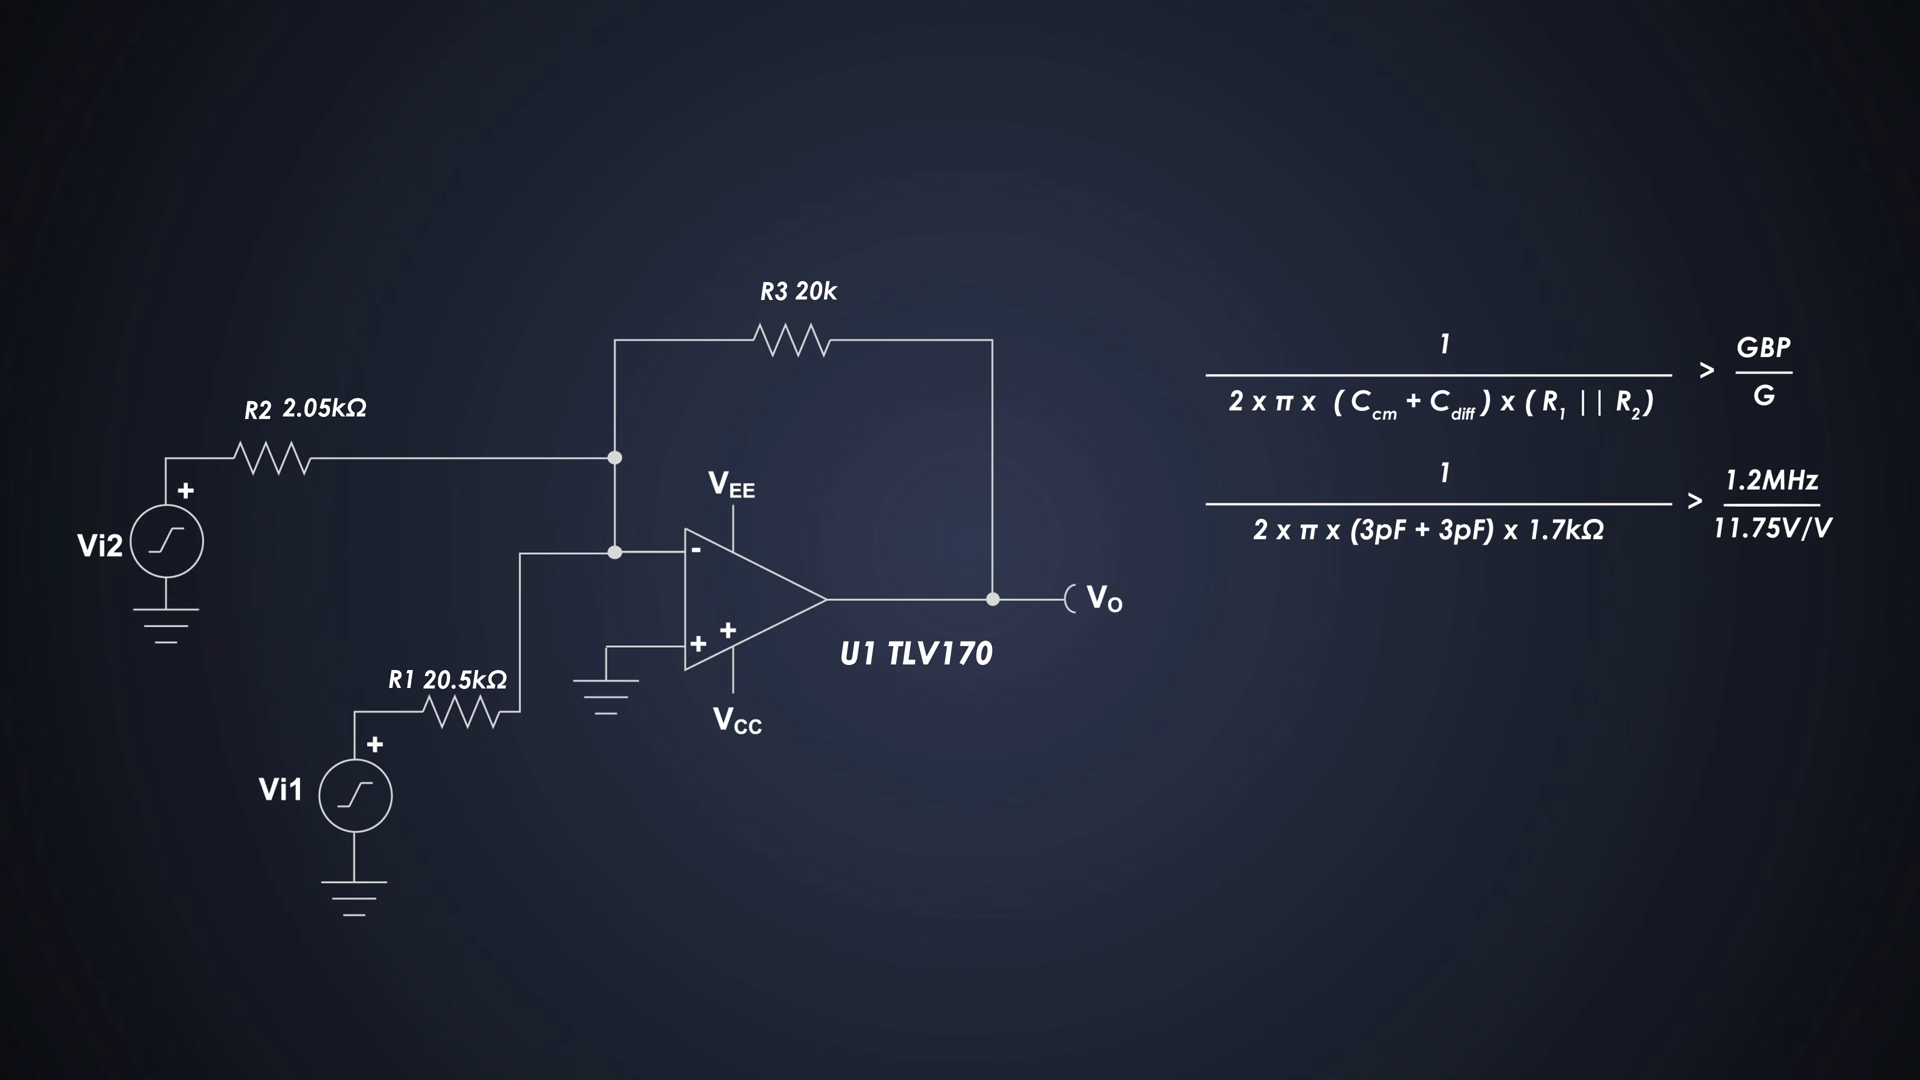 R3 20k
R2 2.05kΩ
+
Vi2
VEE
-
+
+
VO
U1 TLV170
VCC
R1 20.5kΩ
+
Vi1
1
2 x π x ( Ccm + Cdiff ) x ( R1 || R2 )
>
GBP
G
1
2 x π x (3pF + 3pF) x 1.7kΩ
>
1.2MHz
11.75V/V